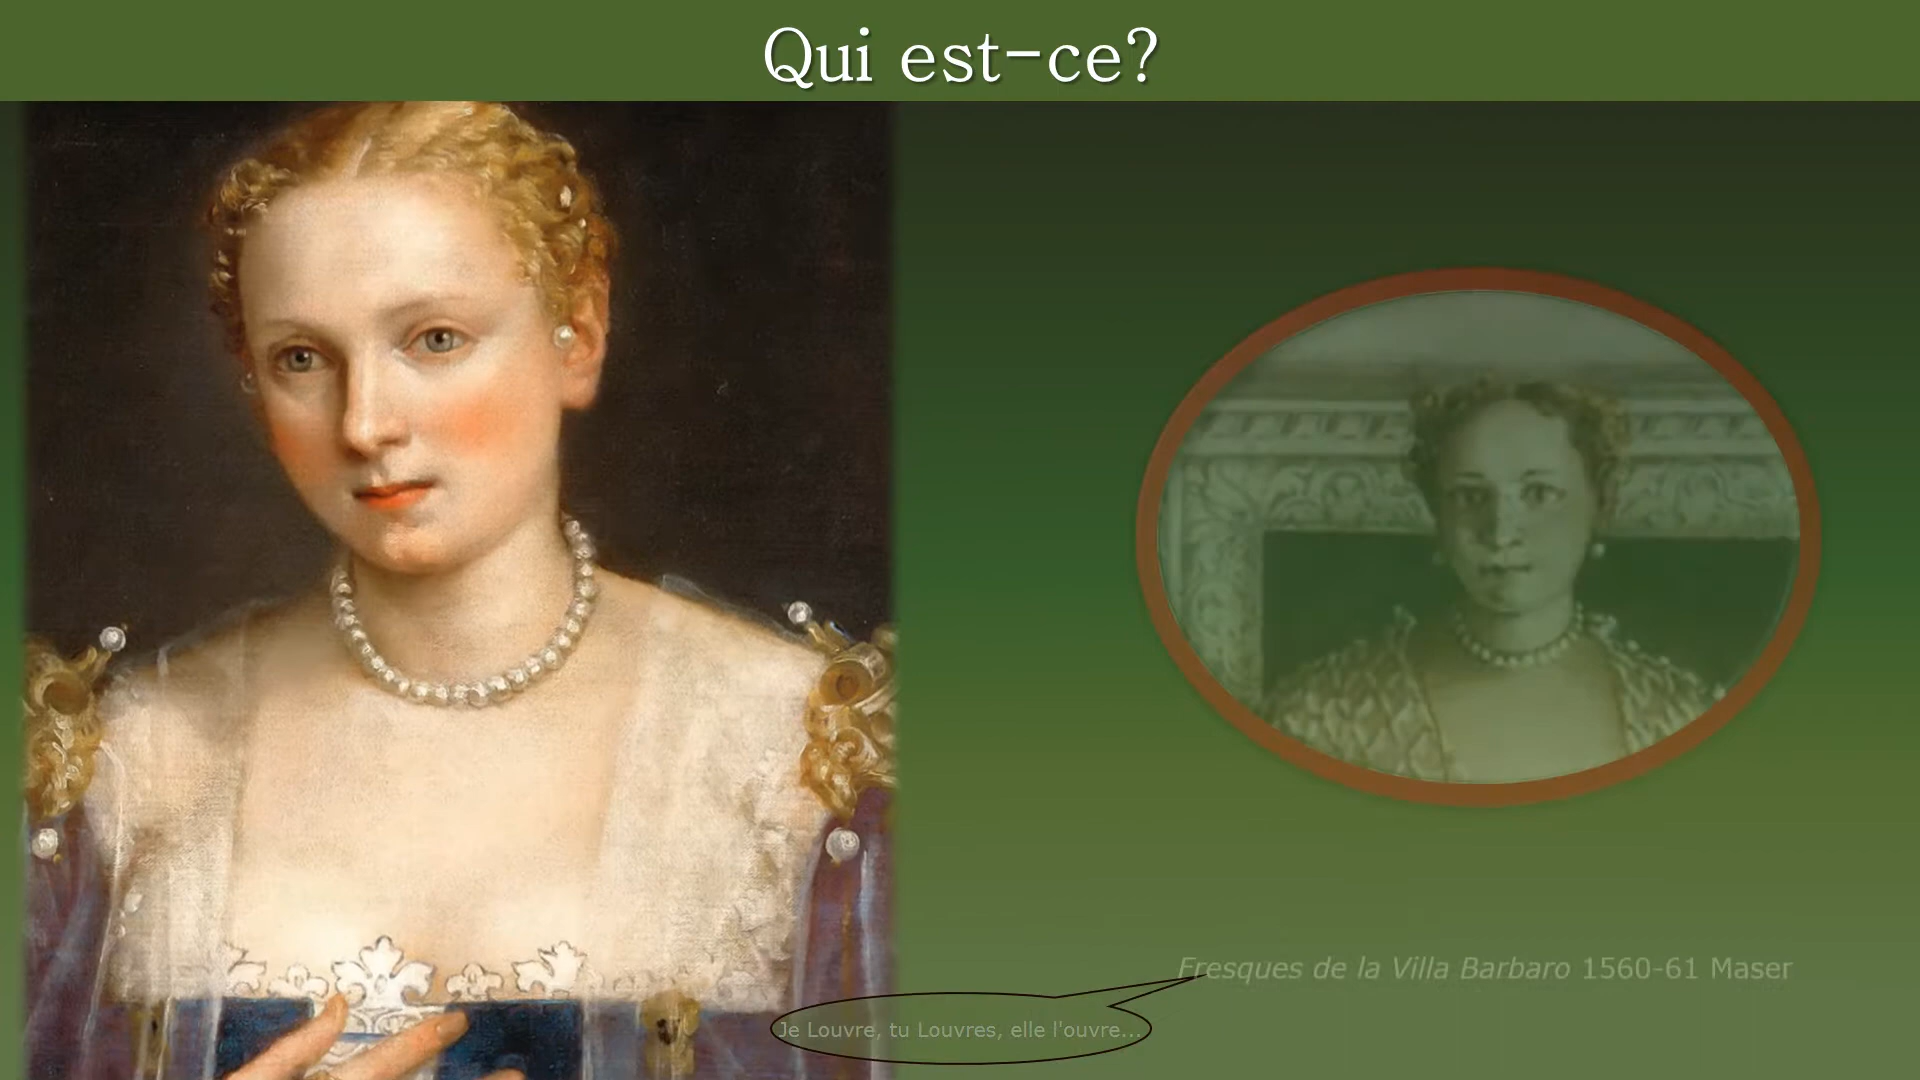 Qui est-ce?
Fresques de la Villa Barbaro 1560-61 Maser
Je Louvre, tu Louvres, elle l'ouvre...